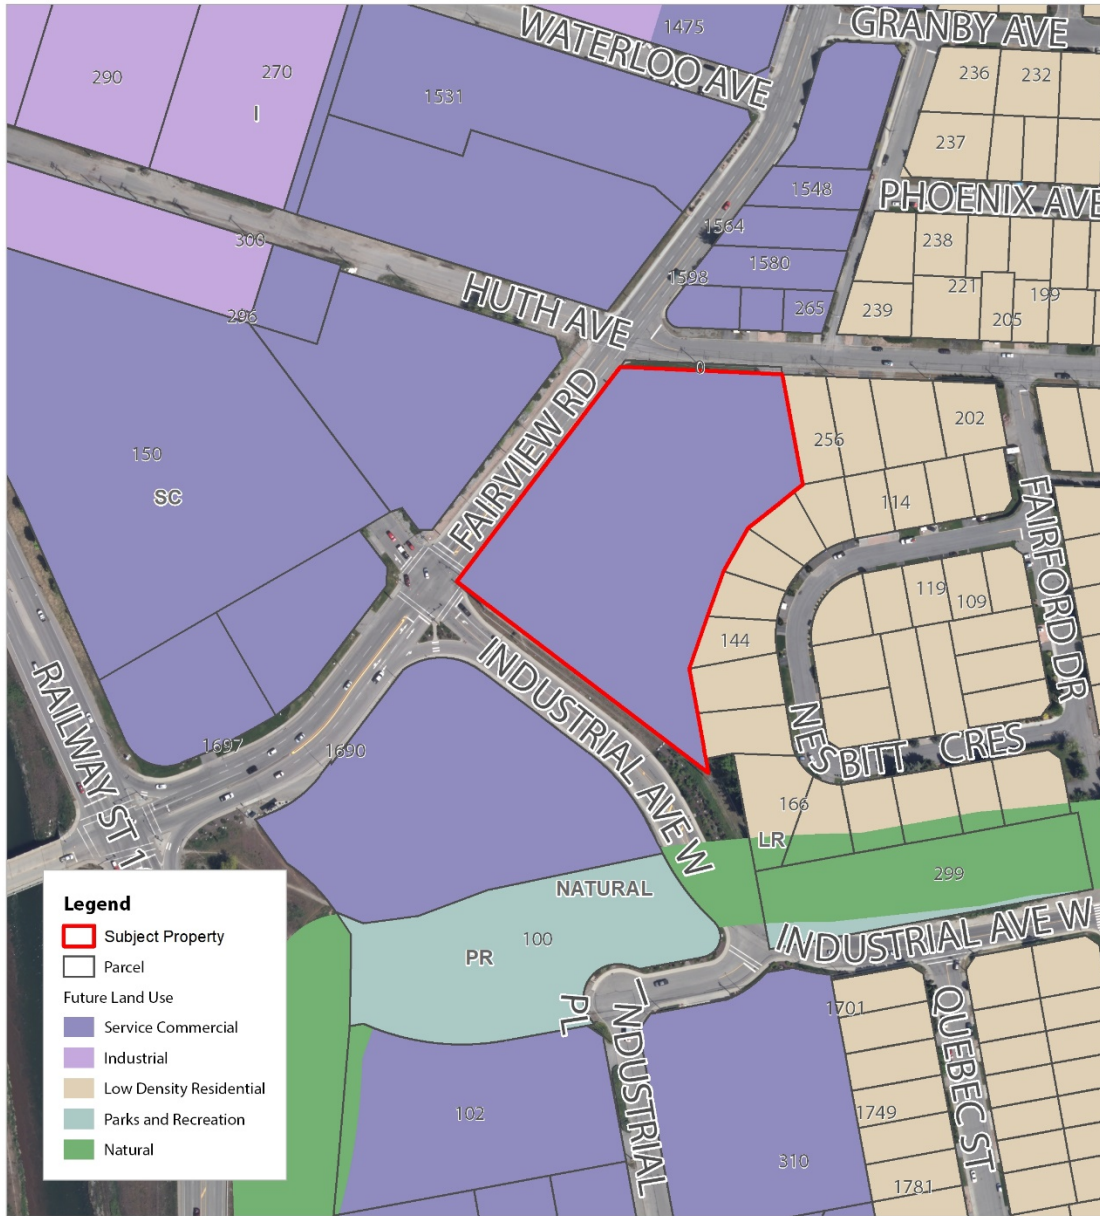 GRANBY AVE
WATERLOO AVE
1475
290
270
I
1531
236
232
237
1548
PHOENIX AVE
1564
238
300
1580
1598
221
199
HUTH AVE
265
239
205
296
0
FAIRVIEW RD
256
202
150
SC
114
FAIRFORD DR
119
109
144
INDUSTRIAL AVE W
RAILWAY ST
1
1697
1690
NESBITT CRES
166
LR
299
NATURAL
100
PR
INDUSTRIAL AVE W
INDUSTRIAL PL
1701
QUEBEC ST
102
1749
310
1781
Legend
Subject Property
Parcel
Future Land Use
Service Commercial
Industrial
Low Density Residential
Parks and Recreation
Natural